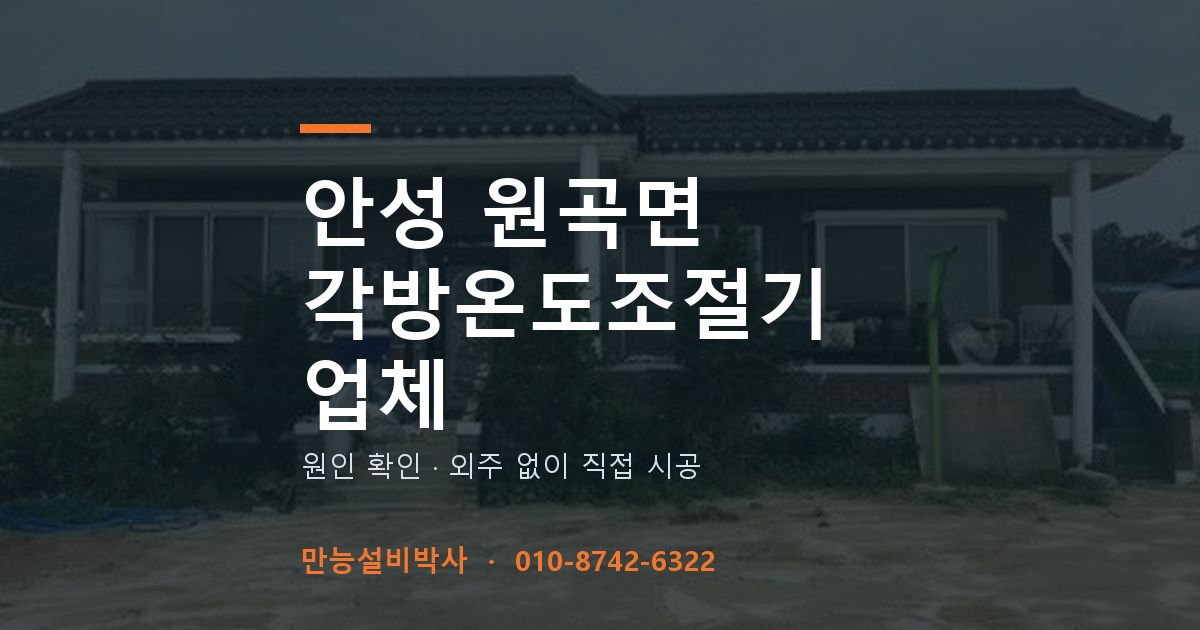 안성 원곡면
각방온도조절기
업체
원인 확인 · 외주 없이 직접 시공
만능설비박사 · 010-8742-6322